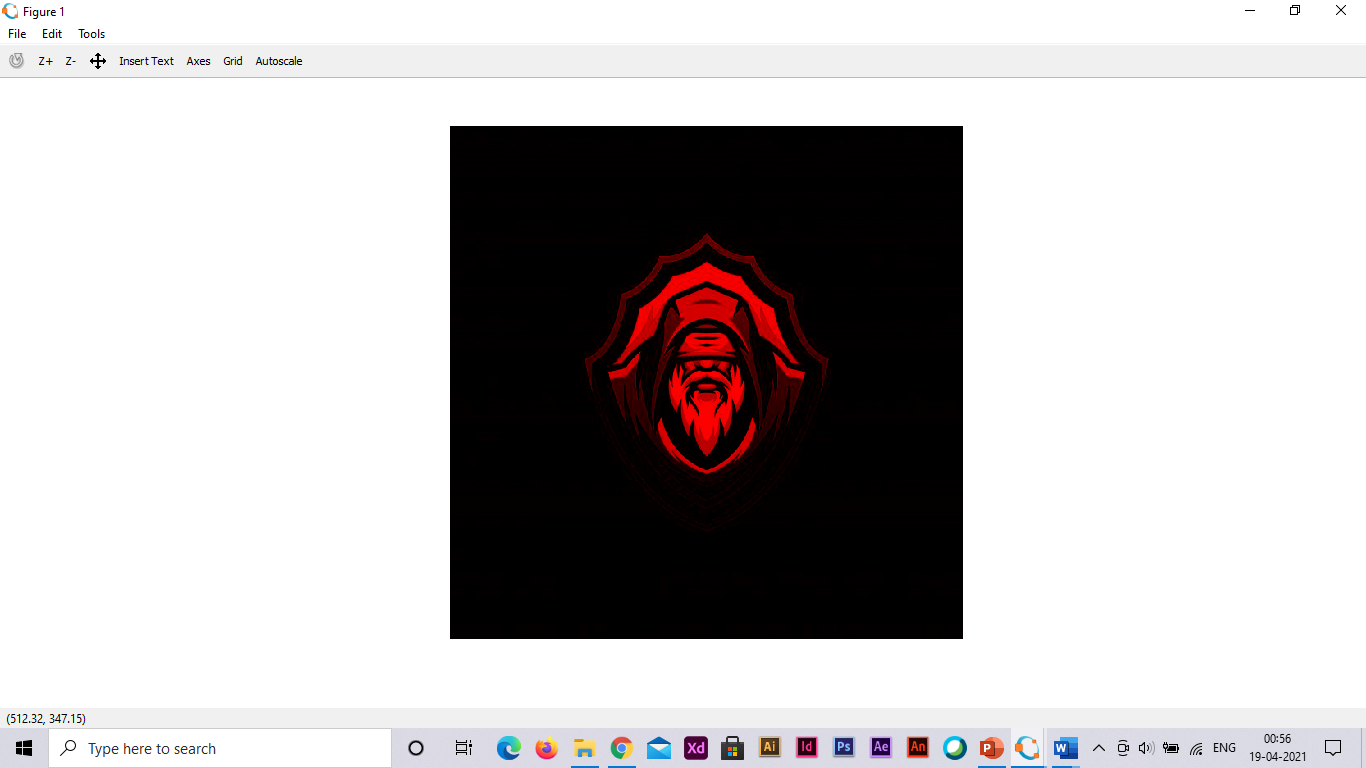 Figure 1
File Edit Tools
Z+ Z- Insert Text Axes Grid Autoscale
(512.32, 347.15)
Type here to search
Xd Ai Id Ps Ae An P W ENG
00:56
19-04-2021